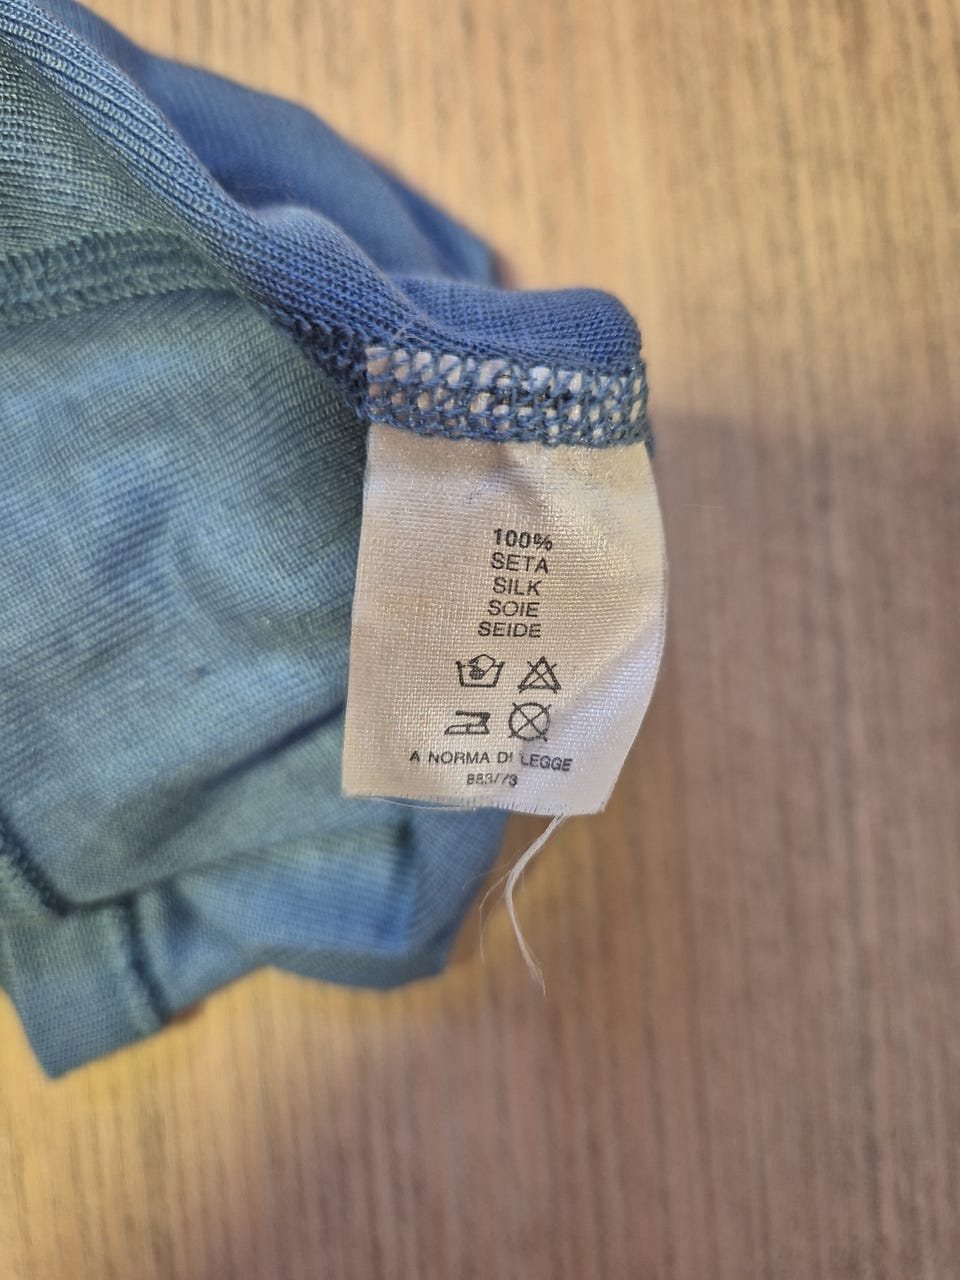 100%
SETA
SILK
SOIE
SEIDE
A NORMA DI LEGGE
883/73